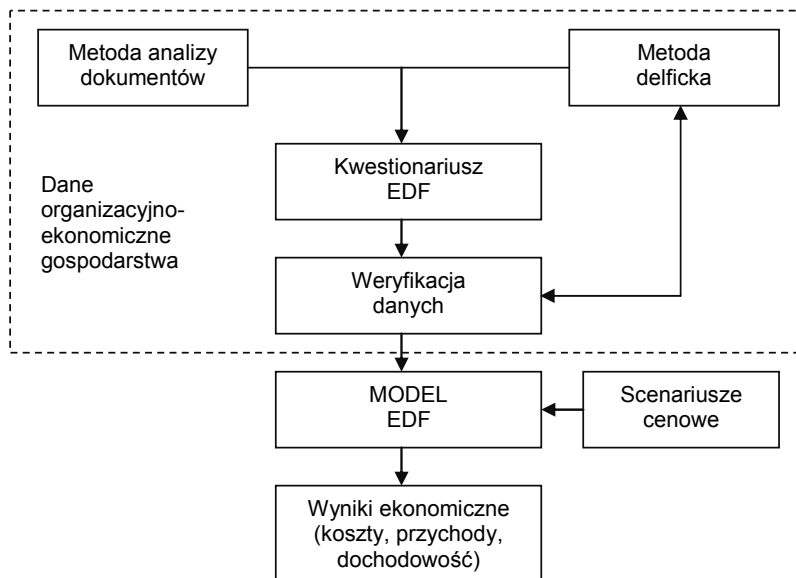 Metoda analizy
dokumentów
Metoda
delficka
Kwestionariusz
EDF
Dane
organizacyjno-
ekonomiczne
gospodarstwa
Weryfikacja
danych
MODEL
EDF
Scenariusze
cenowe
Wyniki ekonomiczne
(koszty, przychody,
dochodowość)